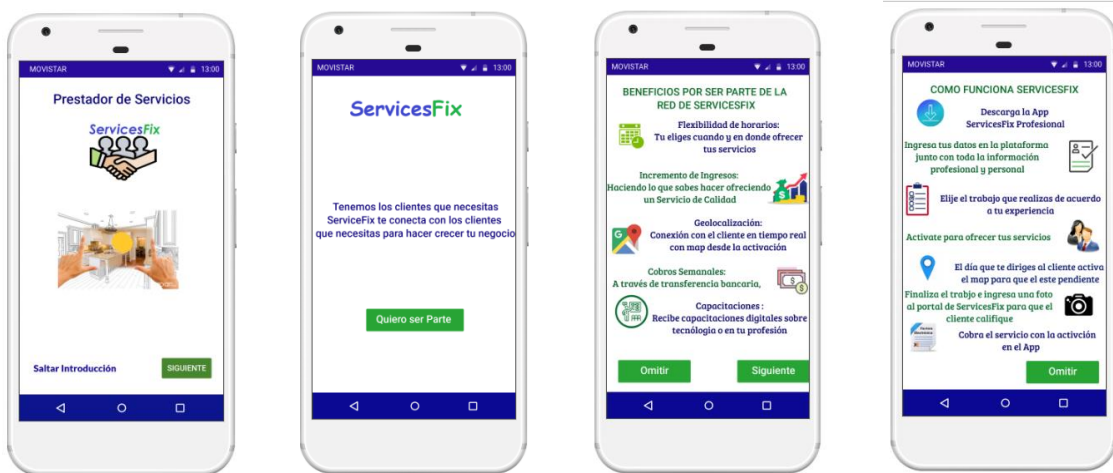 MOVISTAR 13:00
Prestador de Servicios
ServicesFix
Saltar Introducción
SIGUIENTE
MOVISTAR 13:00
ServicesFix
Tenemos los clientes que necesitas
ServiceFix te conecta con los clientes
que necesitas para hacer crecer tu negocio
Quiero ser Parte
MOVISTAR 13:00
BENEFICIOS POR SER PARTE DE LA
RED DE SERVICESFIX
Flexibilidad de horarios:
Tu eliges cuando y en donde ofrecer
tus servicios
Incremento de Ingresos:
Haciendo lo que sabes hacer ofreciendo
un Servicio de Calidad
Geolocalización:
Conexión con el cliente en tiempo real
con map desde la activación
Cobros Semanales:
A través de transferencia bancaria,
Capacitaciones :
Recibe capacitaciones digitales sobre
tecnólogia o en tu profesión
Omitir
Siguiente
MOVISTAR 13:00
COMO FUNCIONA SERVICESFIX
Descarga la App
ServicesFix Profesional
Ingresa tus datos en la plataforma
junto con toda la información
profesional y personal
Elije el trabajo que realizas de acuerdo
a tu experiencia
Activate para ofrecer tus servicios
El día que te diriges al cliente activa
el map para que el este pendiente
Finaliza el trabjo e ingresa una foto
al portal de ServicesFix para que el
cliente califique
Cobra el servicio con la activción
en el App
Omitir